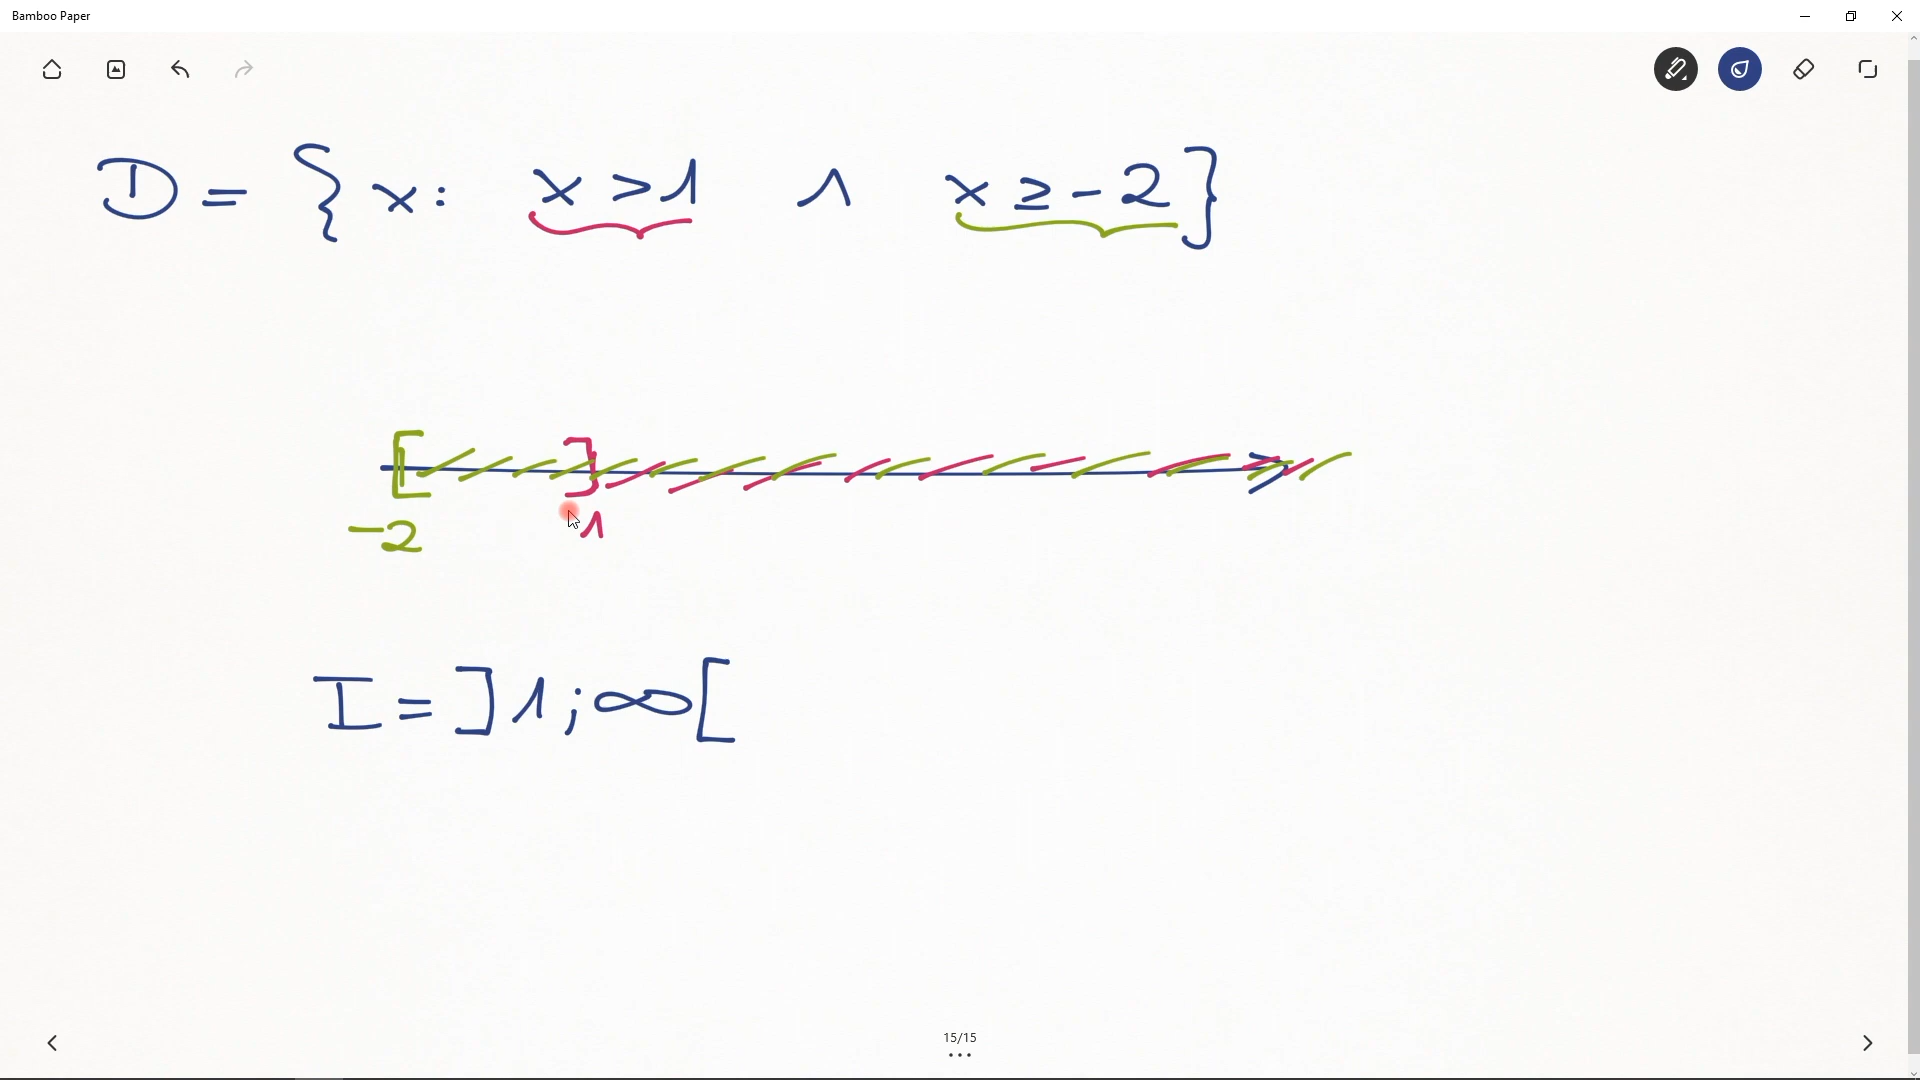 Bamboo Paper
D = { x: x > 1 ∧ x ≥ -2 }
[ ]
-2 1
I = ]1 ; ∞[
15/15